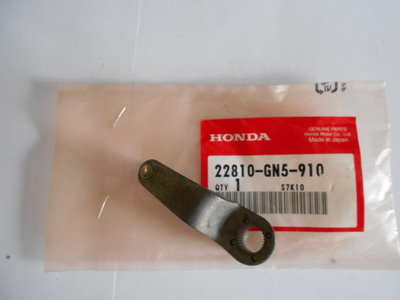 HONDA
GENUINE PARTS
Honda Motor Co., Ltd.
Made in Japan
22810-GN5-910
QTY 1 S7K10